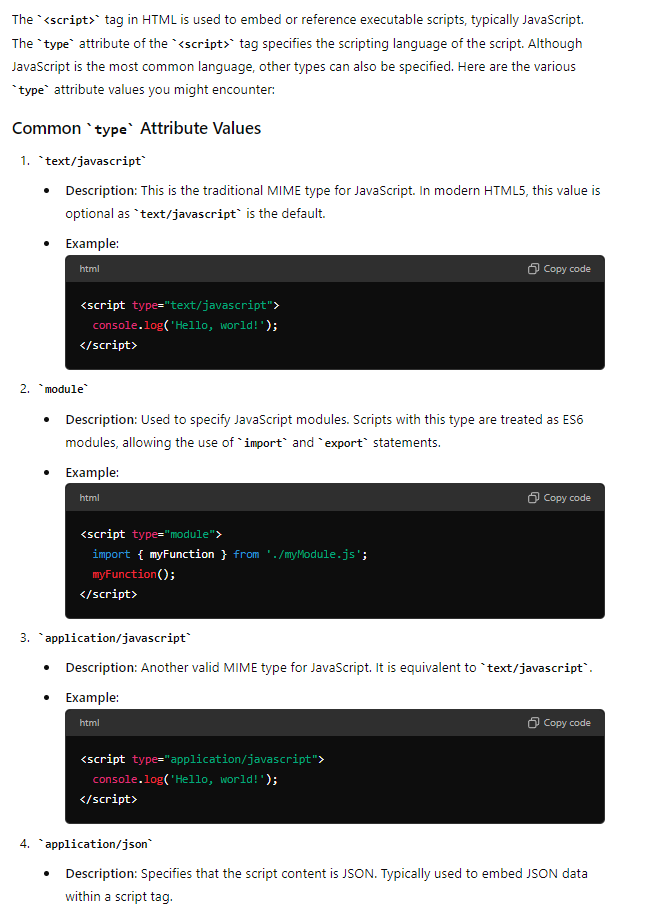 The `<script>` tag in HTML is used to embed or reference executable scripts, typically JavaScript.
The `type` attribute of the `<script>` tag specifies the scripting language of the script. Although
JavaScript is the most common language, other types can also be specified. Here are the various
`type` attribute values you might encounter:
Common `type` Attribute Values
1. `text/javascript`
• Description: This is the traditional MIME type for JavaScript. In modern HTML5, this value is
optional as `text/javascript` is the default.
• Example:
html Copy code
<script type="text/javascript">
console.log('Hello, world!');
</script>
2. `module`
• Description: Used to specify JavaScript modules. Scripts with this type are treated as ES6
modules, allowing the use of `import` and `export` statements.
• Example:
html Copy code
<script type="module">
import { myFunction } from './myModule.js';
myFunction();
</script>
3. `application/javascript`
• Description: Another valid MIME type for JavaScript. It is equivalent to `text/javascript`.
• Example:
html Copy code
<script type="application/javascript">
console.log('Hello, world!');
</script>
4. `application/json`
• Description: Specifies that the script content is JSON. Typically used to embed JSON data
within a script tag.